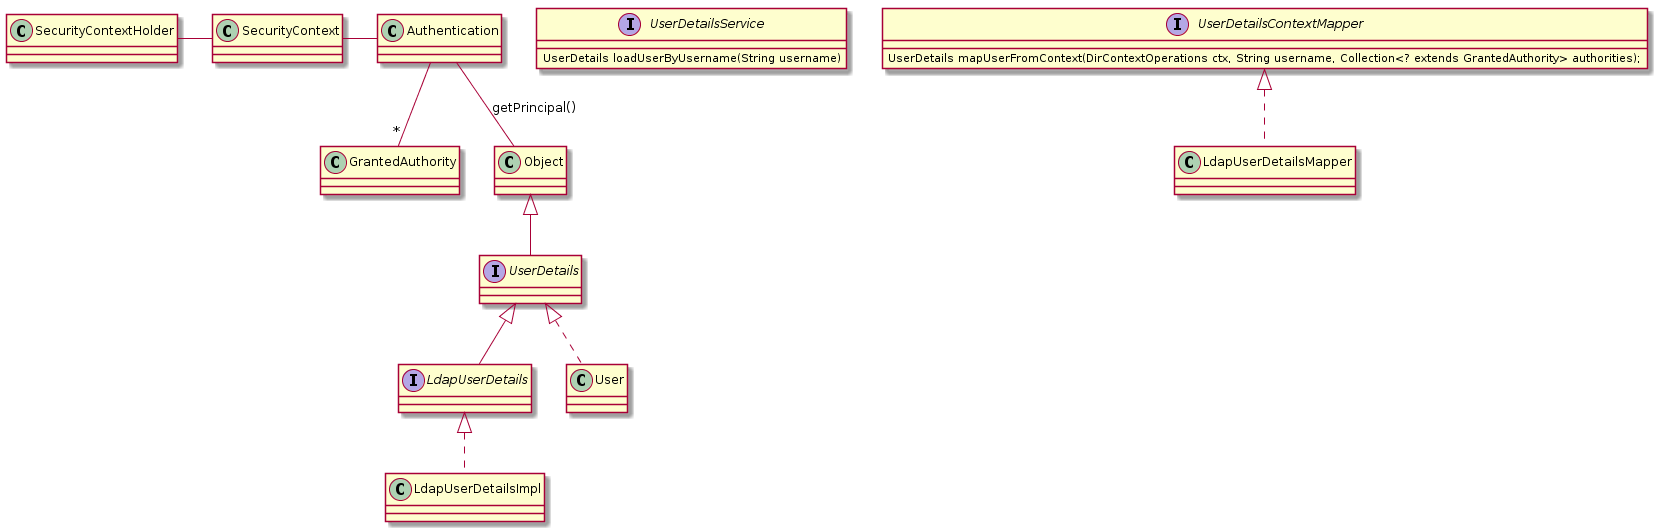 C SecurityContextHolder
C SecurityContext
C Authentication
I UserDetailsService
UserDetails loadUserByUsername(String username)
I UserDetailsContextMapper
UserDetails mapUserFromContext(DirContextOperations ctx, String username, Collection<? extends GrantedAuthority> authorities);
getPrincipal()
*
C GrantedAuthority
C Object
C LdapUserDetailsMapper
I UserDetails
I LdapUserDetails
C User
C LdapUserDetailsImpl